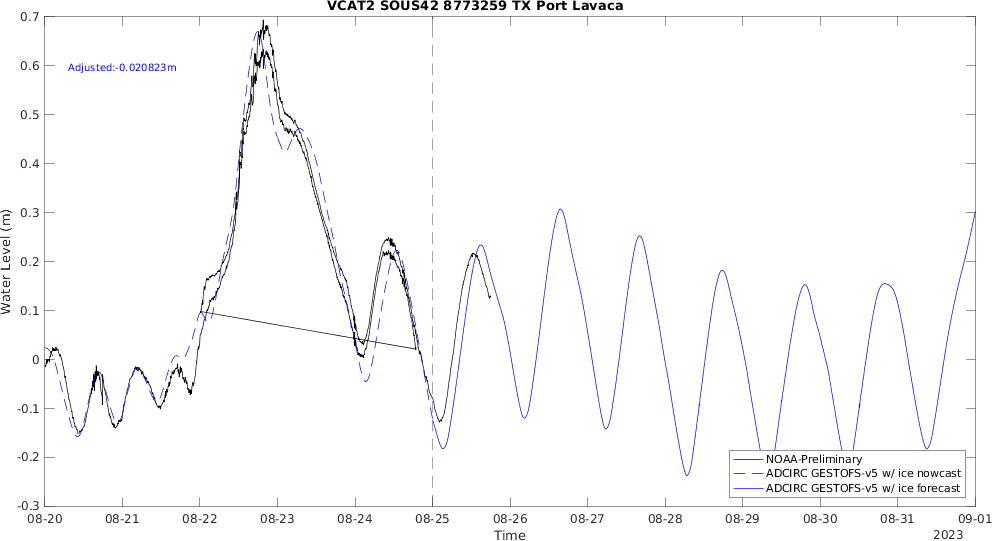 VCAT2 SOUS42 8773259 TX Port Lavaca
Adjusted:-0.020823m
Water Level (m)
0.7
0.6
0.5
0.4
0.3
0.2
0.1
0
-0.1
-0.2
-0.3
NOAA-Preliminary
ADCIRC GESTOFS-v5 w/ ice nowcast
ADCIRC GESTOFS-v5 w/ ice forecast
08-20 08-21 08-22 08-23 08-24 08-25 08-26 08-27 08-28 08-29 08-30 08-31 09-01
Time
2023